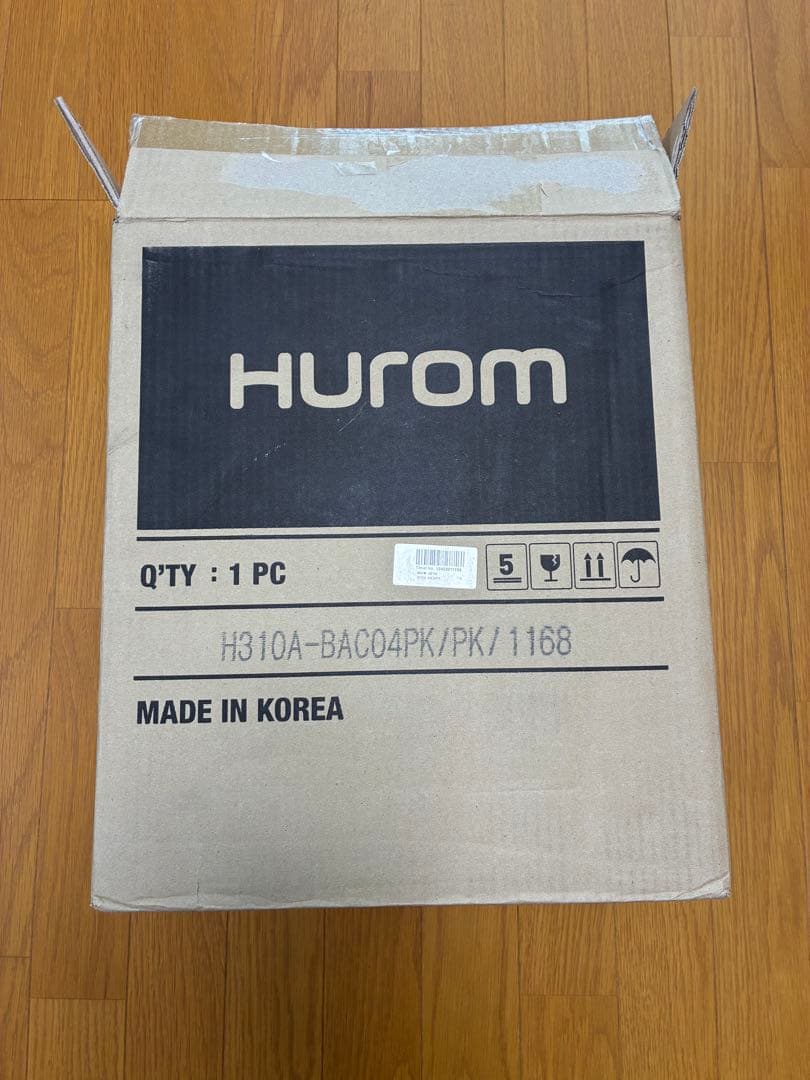 HUROM
Q'TY : 1 PC
5
H310A-BAC04PK/PK/1168
MADE IN KOREA